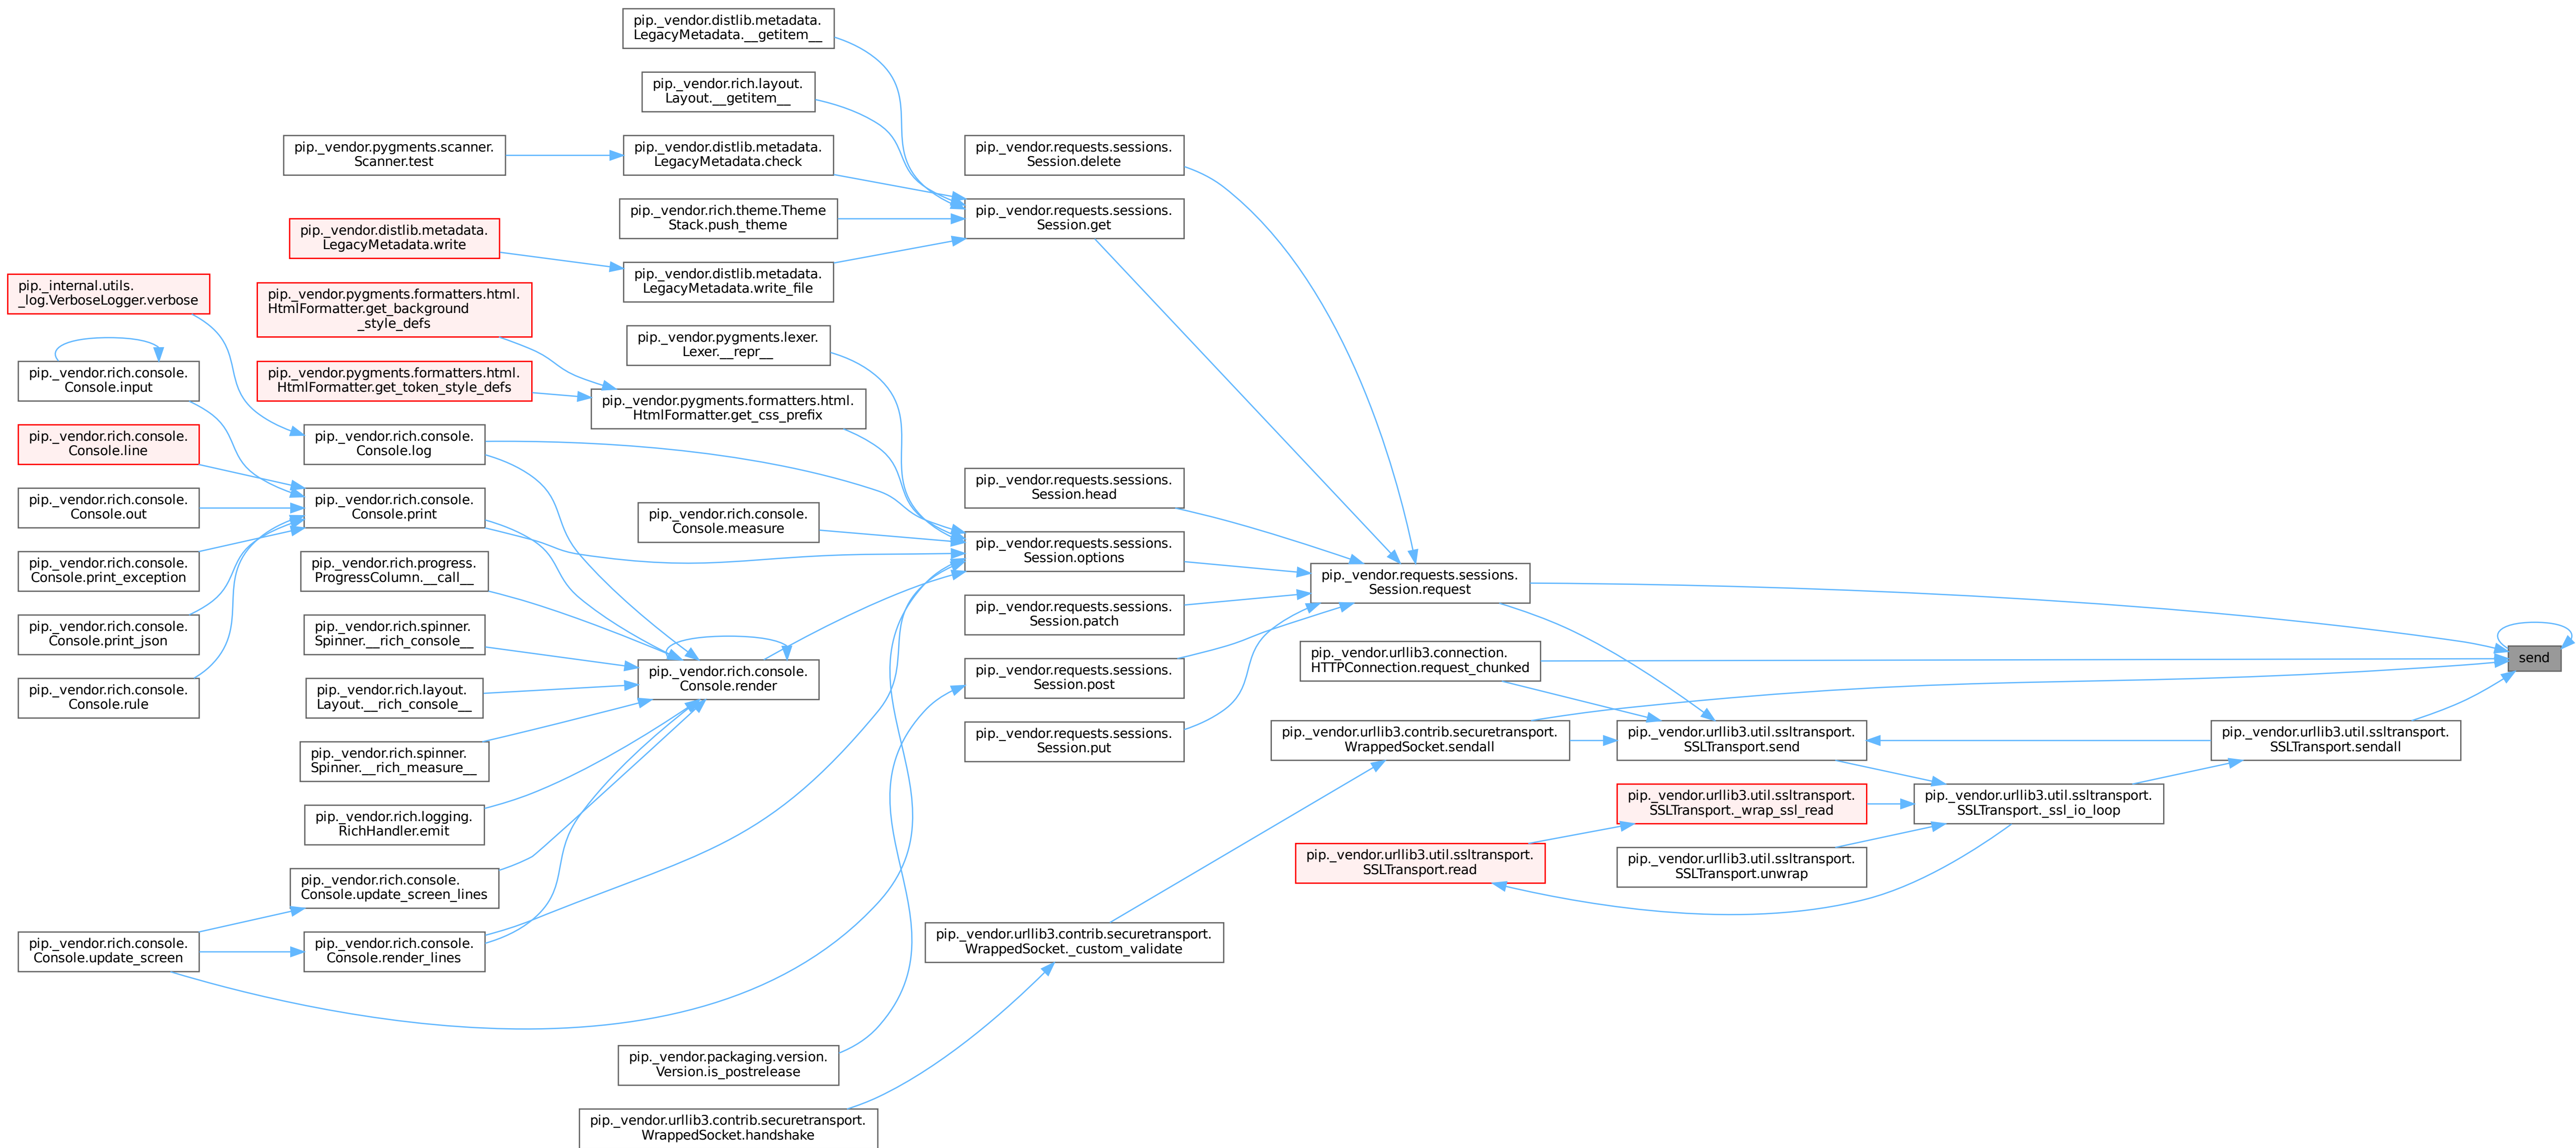 pip._vendor.distlib.metadata.
LegacyMetadata.__getitem__
pip._vendor.rich.layout.
Layout.__getitem__
pip._vendor.pygments.scanner.
Scanner.test
pip._vendor.distlib.metadata.
LegacyMetadata.check
pip._vendor.requests.sessions.
Session.delete
pip._vendor.rich.theme.Theme
Stack.push_theme
pip._vendor.requests.sessions.
Session.get
pip._vendor.distlib.metadata.
LegacyMetadata.write
pip._vendor.distlib.metadata.
LegacyMetadata.write_file
pip._internal.utils.
_log.VerboseLogger.verbose
pip._vendor.pygments.formatters.html.
HtmlFormatter.get_background
_style_defs
pip._vendor.pygments.lexer.
Lexer.__repr__
pip._vendor.rich.console.
Console.input
pip._vendor.pygments.formatters.html.
HtmlFormatter.get_token_style_defs
pip._vendor.pygments.formatters.html.
HtmlFormatter.get_css_prefix
pip._vendor.rich.console.
Console.line
pip._vendor.rich.console.
Console.log
pip._vendor.requests.sessions.
Session.head
pip._vendor.rich.console.
Console.out
pip._vendor.rich.console.
Console.print
pip._vendor.rich.console.
Console.measure
pip._vendor.requests.sessions.
Session.options
pip._vendor.rich.console.
Console.print_exception
pip._vendor.rich.progress.
ProgressColumn.__call__
pip._vendor.requests.sessions.
Session.request
pip._vendor.requests.sessions.
Session.patch
pip._vendor.rich.console.
Console.print_json
pip._vendor.rich.spinner.
Spinner.__rich_console__
pip._vendor.urllib3.connection.
HTTPConnection.request_chunked
send
pip._vendor.rich.console.
Console.rule
pip._vendor.rich.layout.
Layout.__rich_console__
pip._vendor.rich.console.
Console.render
pip._vendor.requests.sessions.
Session.post
pip._vendor.rich.spinner.
Spinner.__rich_measure__
pip._vendor.requests.sessions.
Session.put
pip._vendor.urllib3.contrib.securetransport.
WrappedSocket.sendall
pip._vendor.urllib3.util.ssltransport.
SSLTransport.send
pip._vendor.urllib3.util.ssltransport.
SSLTransport.sendall
pip._vendor.rich.logging.
RichHandler.emit
pip._vendor.urllib3.util.ssltransport.
SSLTransport._wrap_ssl_read
pip._vendor.urllib3.util.ssltransport.
SSLTransport._ssl_io_loop
pip._vendor.urllib3.util.ssltransport.
SSLTransport.read
pip._vendor.urllib3.util.ssltransport.
SSLTransport.unwrap
pip._vendor.rich.console.
Console.update_screen_lines
pip._vendor.rich.console.
Console.update_screen
pip._vendor.rich.console.
Console.render_lines
pip._vendor.urllib3.contrib.securetransport.
WrappedSocket._custom_validate
pip._vendor.packaging.version.
Version.is_postrelease
pip._vendor.urllib3.contrib.securetransport.
WrappedSocket.handshake